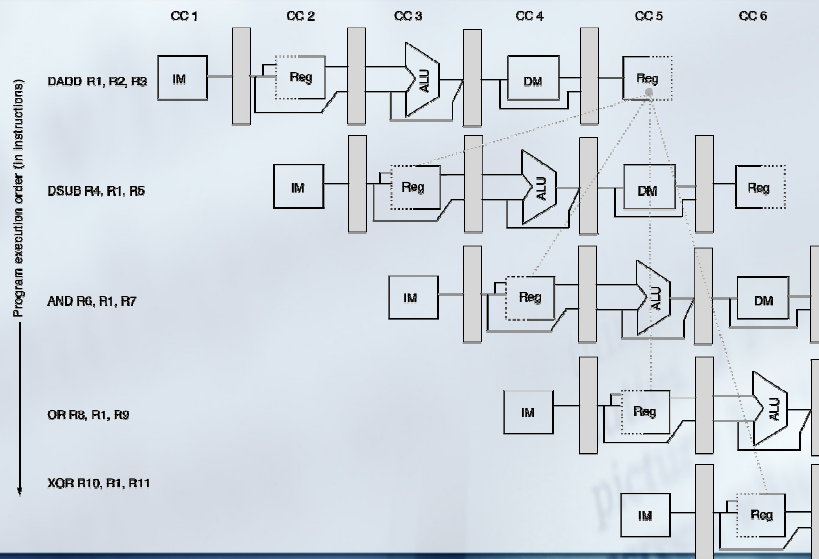 CC 1 CC 2 CC 3 CC 4 CC 5 CC 6
Program execution order (in instructions)
DADD R1, R2, R3 IM Reg ALU DM Reg
DSUB R4, R1, R5 IM Reg ALU DM Reg
AND R6, R1, R7 IM Reg ALU DM
OR R8, R1, R9 IM Reg ALU
XOR R10, R1, R11 IM Reg